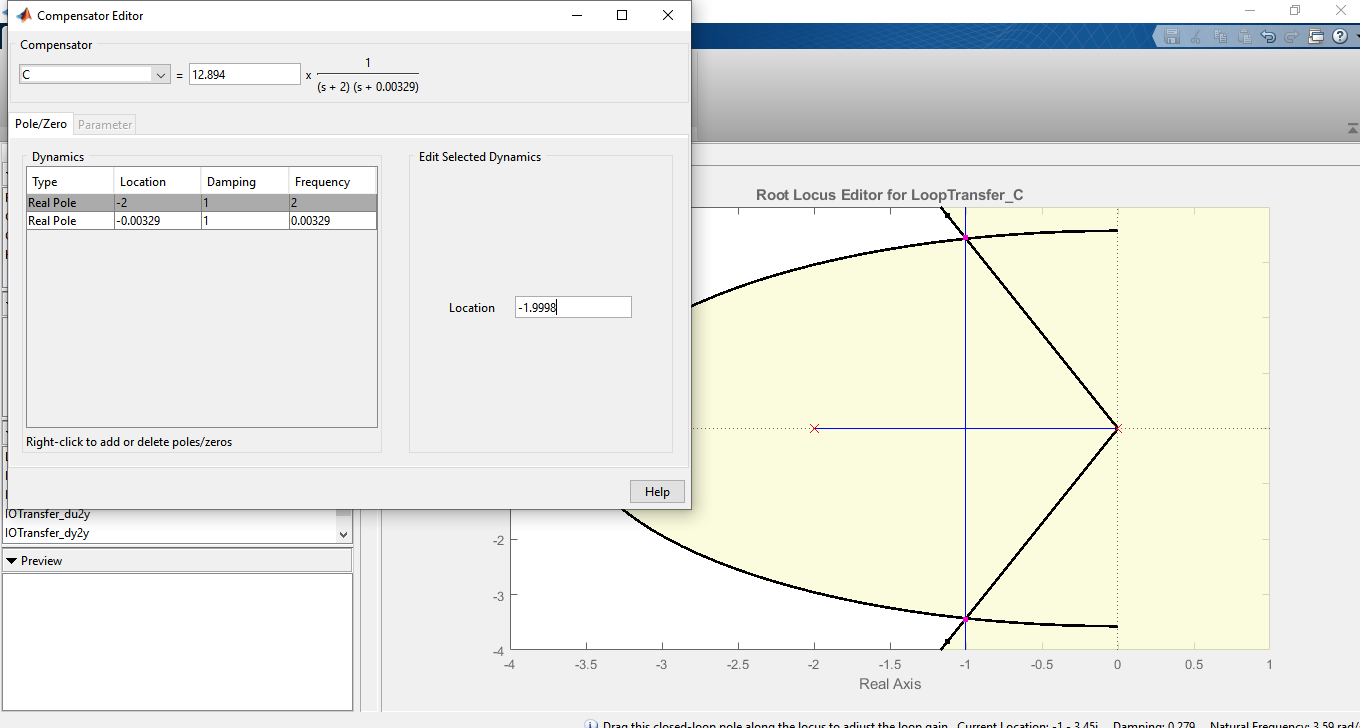 Compensator Editor
Compensator
C = 12.894 x 1
(s + 2) (s + 0.00329)
Pole/Zero Parameter
Dynamics
Type Location Damping Frequency
Real Pole -2 1 2
Real Pole -0.00329 1 0.00329
Right-click to add or delete poles/zeros
Edit Selected Dynamics
Location -1.9998
Help
IOTransfer_du2y
IOTransfer_dy2y
Preview
Root Locus Editor for LoopTransfer_C
-2
-3
-4
-4 -3.5 -3 -2.5 -2 -1.5 -1 -0.5 0 0.5 1
Real Axis
Drag this closed-loop pole along the locus to adjust the loop gain. Current Location: -1 - 3.45i Damping: 0.279 Natural Frequency: 3.59 rad/